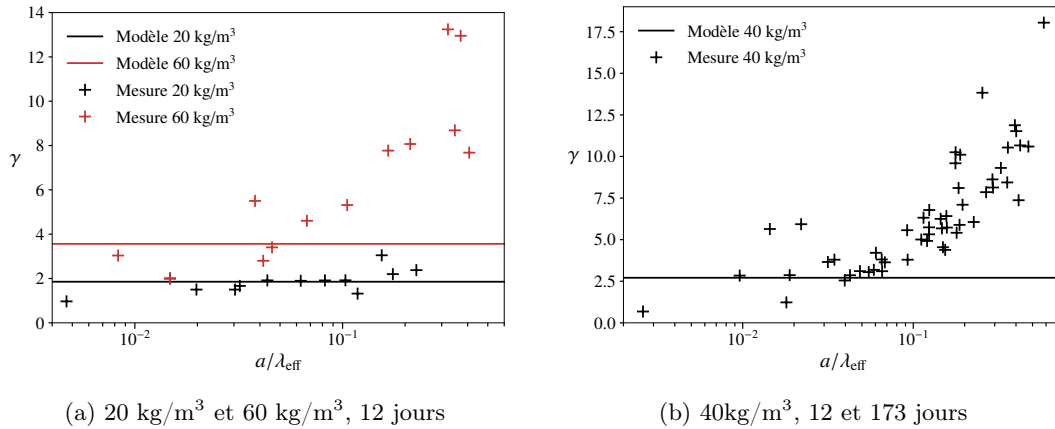 14
12
10
8
6
4
2
0
γ
Modèle 20 kg/m³
Modèle 60 kg/m³
Mesure 20 kg/m³
Mesure 60 kg/m³
10⁻² 10⁻¹
a/λeff
(a) 20 kg/m³ et 60 kg/m³, 12 jours
17.5
15.0
12.5
10.0
7.5
5.0
2.5
0.0
γ
Modèle 40 kg/m³
Mesure 40 kg/m³
10⁻² 10⁻¹
a/λeff
(b) 40kg/m³, 12 et 173 jours